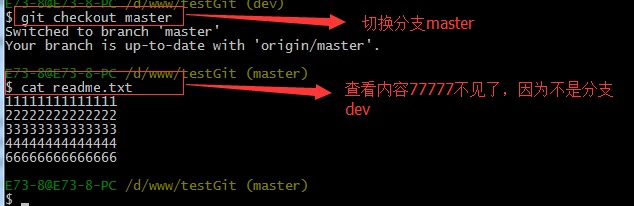 E73-8@E73-8-PC /d/www/testGit (dev)
$ git checkout master
切换分支master
Switched to branch 'master'
Your branch is up-to-date with 'origin/master'.
E73-8@E73-8-PC /d/www/testGit (master)
$ cat readme.txt
查看内容77777不见了，因为不是分支
dev
11111111111111
22222222222222
33333333333333
44444444444444
66666666666666
E73-8@E73-8-PC /d/www/testGit (master)
$